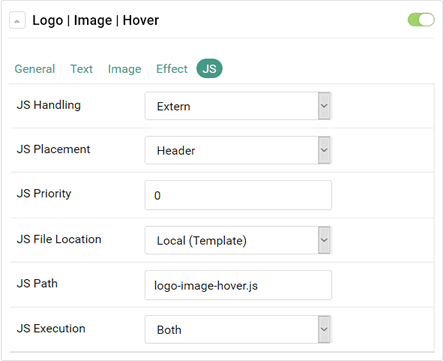 Logo | Image | Hover
General Text Image Effect JS
JS Handling Extern
JS Placement Header
JS Priority 0
JS File Location Local (Template)
JS Path logo-image-hover.js
JS Execution Both